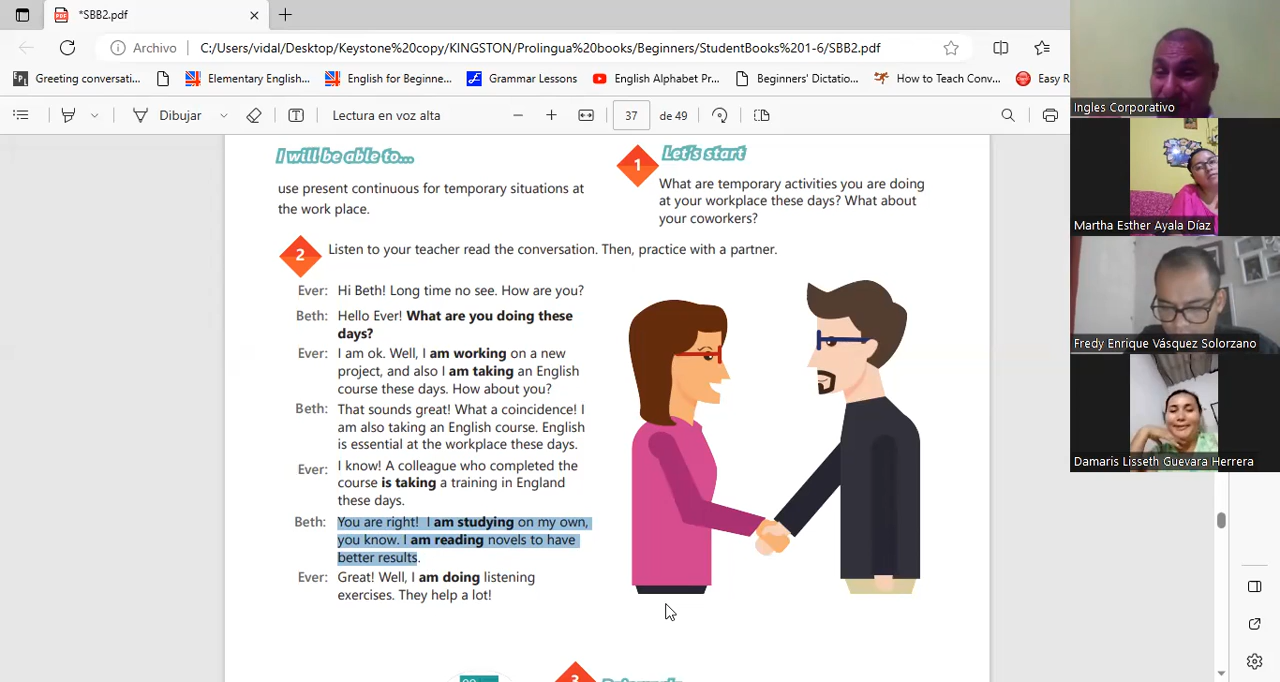 *SBB2.pdf
Archivo
C:/Users/vidal/Desktop/Keystone%20copy/KINGSTON/Prolingua%20books/Beginners/StudentBooks%201-6/SBB2.pdf
Greeting conversati...
Elementary English...
English for Beginne...
Grammar Lessons
English Alphabet Pr...
Beginners' Dictatio...
How to Teach Conv...
Easy R
Dibujar
Lectura en voz alta
37
de 49
I will be able to...
use present continuous for temporary situations at
the work place.
1
Let's start
What are temporary activities you are doing
at your workplace these days? What about
your coworkers?
2
Listen to your teacher read the conversation. Then, practice with a partner.
Ever: Hi Beth! Long time no see. How are you?
Beth: Hello Ever! What are you doing these
days?
Ever: I am ok. Well, I am working on a new
project, and also I am taking an English
course these days. How about you?
Beth: That sounds great! What a coincidence! I
am also taking an English course. English
is essential at the workplace these days.
Ever: I know! A colleague who completed the
course is taking a training in England
these days.
Beth: You are right! I am studying on my own,
you know. I am reading novels to have
better results.
Ever: Great! Well, I am doing listening
exercises. They help a lot!
Ingles Corporativo
Martha Esther Ayala Díaz
Fredy Enrique Vásquez Solorzano
Damaris Lisseth Guevara Herrera